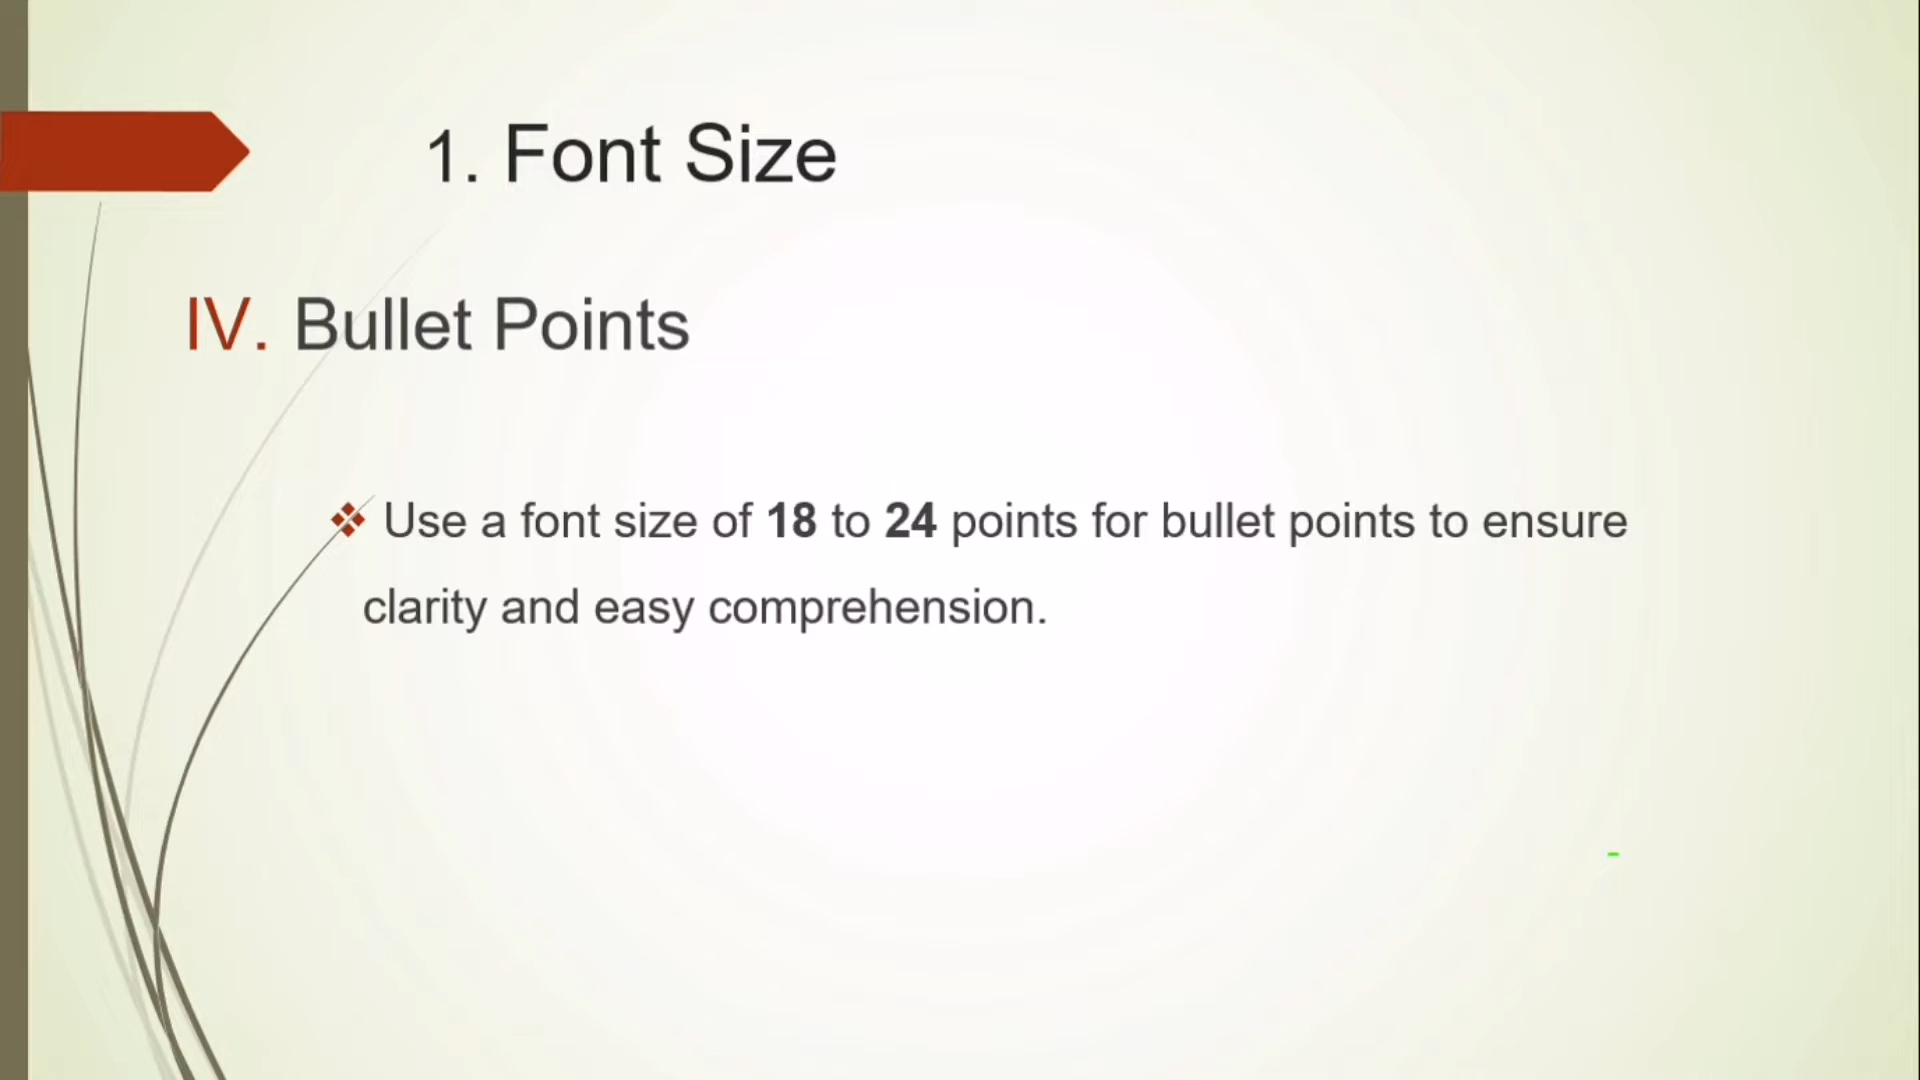 1. Font Size
IV. Bullet Points
❖ Use a font size of 18 to 24 points for bullet points to ensure
clarity and easy comprehension.